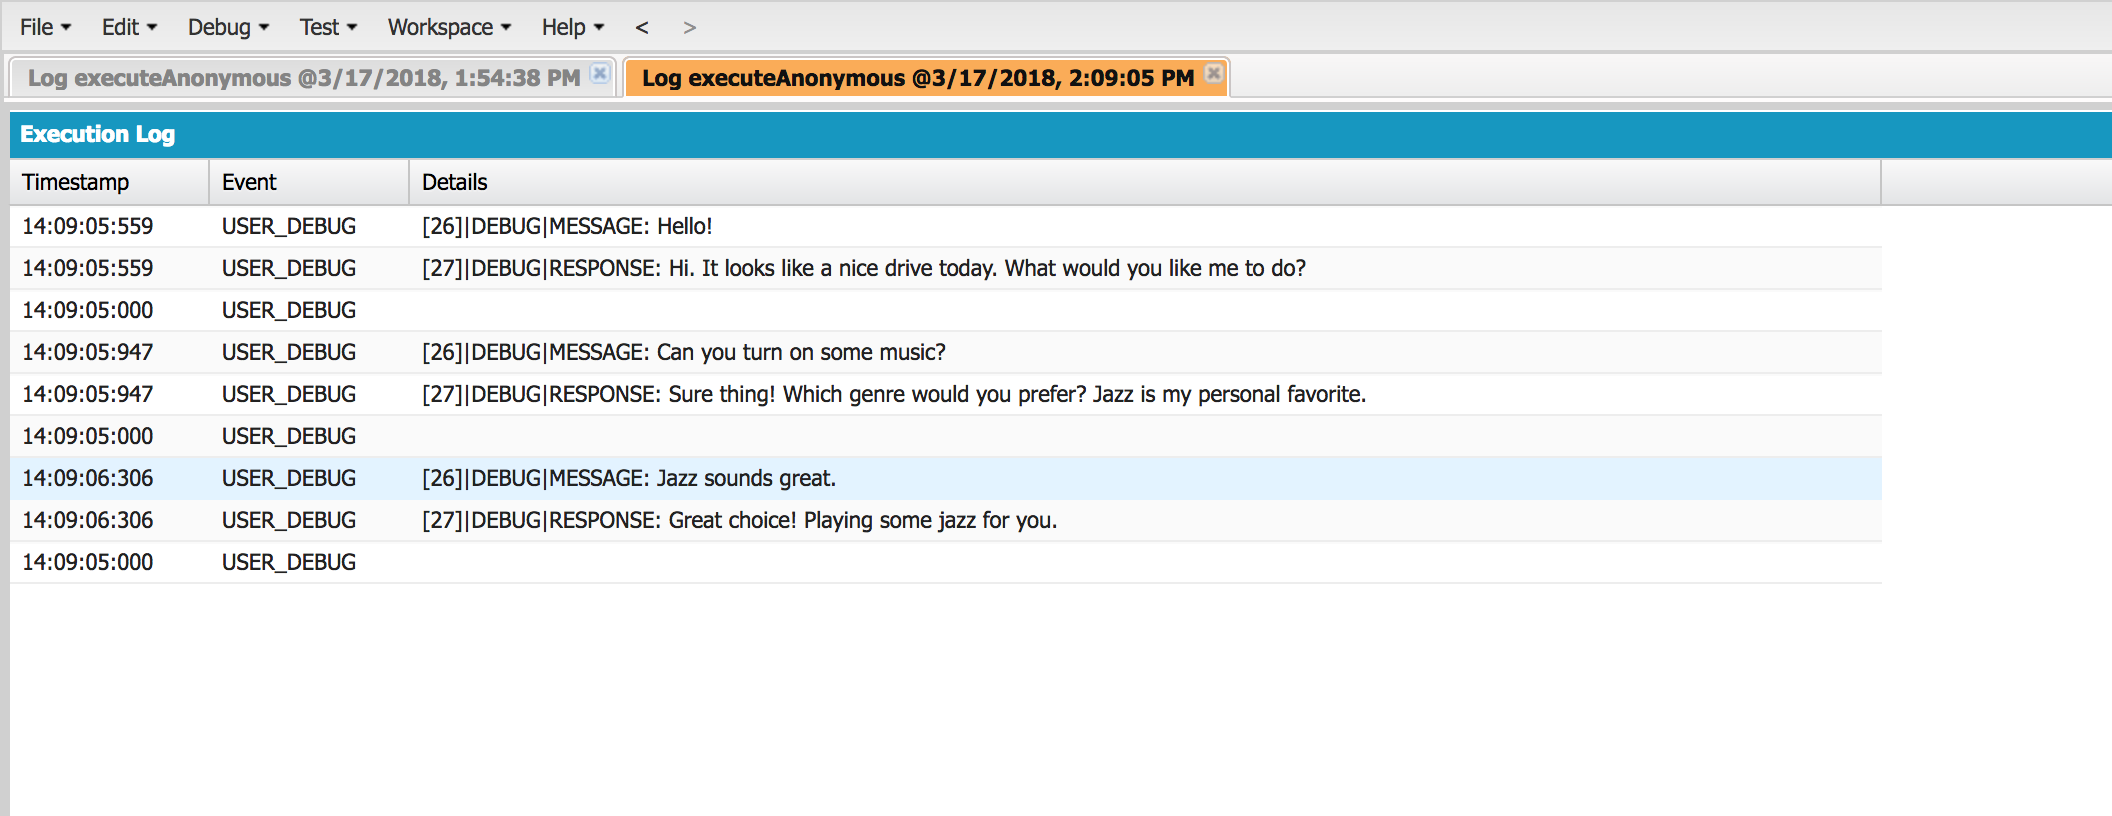 File Edit Debug Test Workspace Help < >
Log executeAnonymous @3/17/2018, 1:54:38 PM Log executeAnonymous @3/17/2018, 2:09:05 PM
Execution Log
Timestamp Event Details
14:09:05:559 USER_DEBUG [26]|DEBUG|MESSAGE: Hello!
14:09:05:559 USER_DEBUG [27]|DEBUG|RESPONSE: Hi. It looks like a nice drive today. What would you like me to do?
14:09:05:000 USER_DEBUG
14:09:05:947 USER_DEBUG [26]|DEBUG|MESSAGE: Can you turn on some music?
14:09:05:947 USER_DEBUG [27]|DEBUG|RESPONSE: Sure thing! Which genre would you prefer? Jazz is my personal favorite.
14:09:05:000 USER_DEBUG
14:09:06:306 USER_DEBUG [26]|DEBUG|MESSAGE: Jazz sounds great.
14:09:06:306 USER_DEBUG [27]|DEBUG|RESPONSE: Great choice! Playing some jazz for you.
14:09:05:000 USER_DEBUG